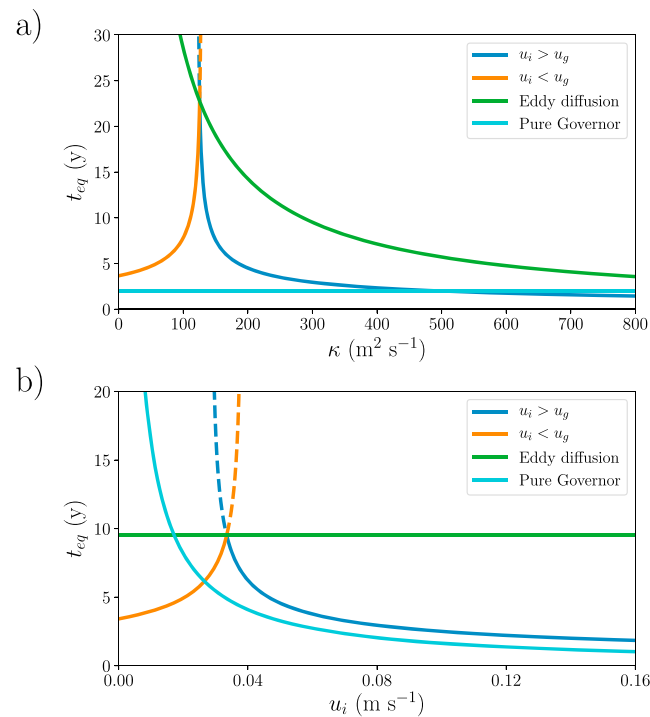 a)
30
25
20
15
10
5
0
t_eq (y)
u_i > u_g
u_i < u_g
Eddy diffusion
Pure Governor
0 100 200 300 400 500 600 700 800
κ (m² s⁻¹)
b)
20
15
10
5
0
t_eq (y)
u_i > u_g
u_i < u_g
Eddy diffusion
Pure Governor
0.00 0.04 0.08 0.12 0.16
u_i (m s⁻¹)